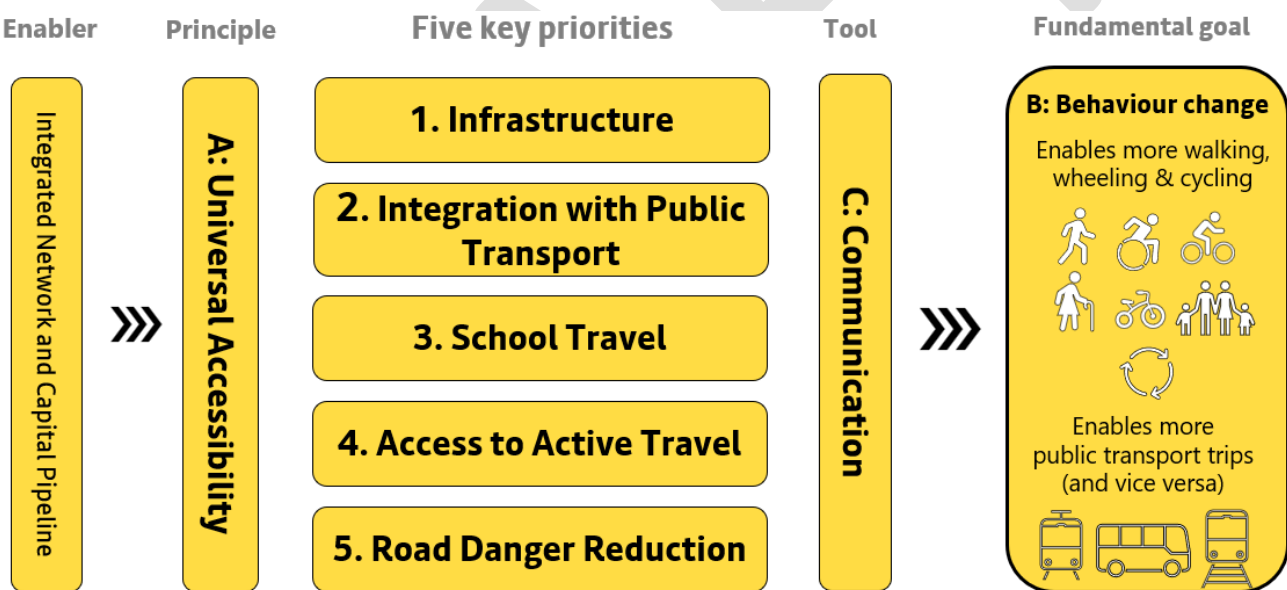 Enabler
Principle
Five key priorities
Tool
Fundamental goal
Integrated Network and Capital Pipeline
A: Universal Accessibility
1. Infrastructure
2. Integration with Public
Transport
3. School Travel
4. Access to Active Travel
5. Road Danger Reduction
C: Communication
B: Behaviour change
Enables more walking,
wheeling & cycling
Enables more
public transport trips
(and vice versa)